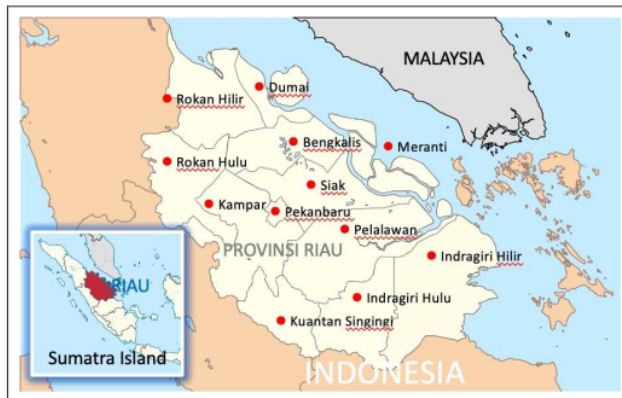 MALAYSIA
Dumai
Rokan Hilir
Bengkalis
Meranti
Rokan Hulu
Siak
Kampar
Pekanbaru
Pelalawan
PROVINSI RIAU
Indragiri Hilir
RIAU
Indragiri Hulu
Kuantan Singingi
Sumatra Island
INDONESIA